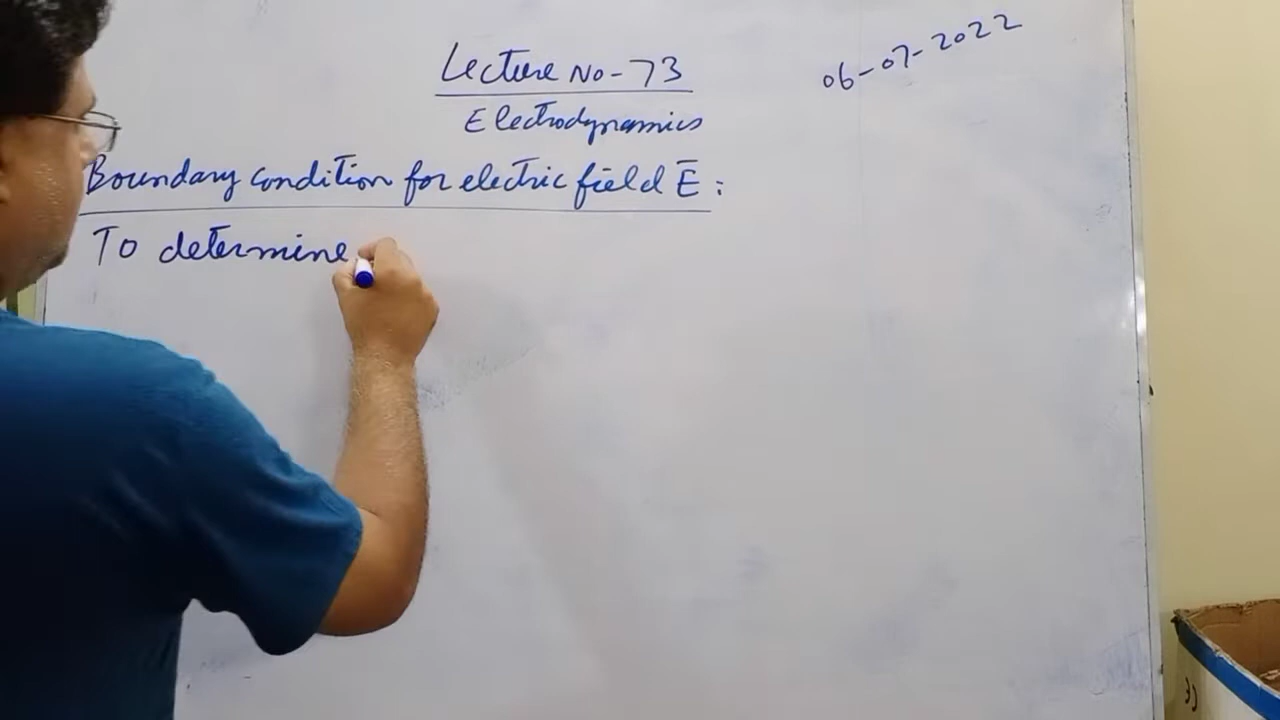 Lecture No-73
06-07-2022
Electrodynamics
Boundary condition for electric field E̅ :
To determine